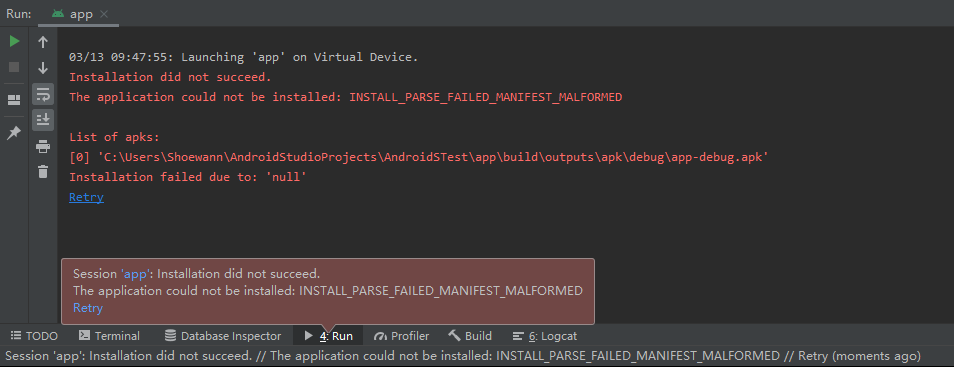 Run: app
03/13 09:47:55: Launching 'app' on Virtual Device.
Installation did not succeed.
The application could not be installed: INSTALL_PARSE_FAILED_MANIFEST_MALFORMED
List of apks:
[0] 'C:\Users\Shoewann\AndroidStudioProjects\AndroidSTest\app\build\outputs\apk\debug\app-debug.apk'
Installation failed due to: 'null'
Retry
Session 'app': Installation did not succeed.
The application could not be installed: INSTALL_PARSE_FAILED_MANIFEST_MALFORMED
Retry
TODO Terminal Database Inspector 4: Run Profiler Build 6: Logcat
Session 'app': Installation did not succeed. // The application could not be installed: INSTALL_PARSE_FAILED_MANIFEST_MALFORMED // Retry (moments ago)